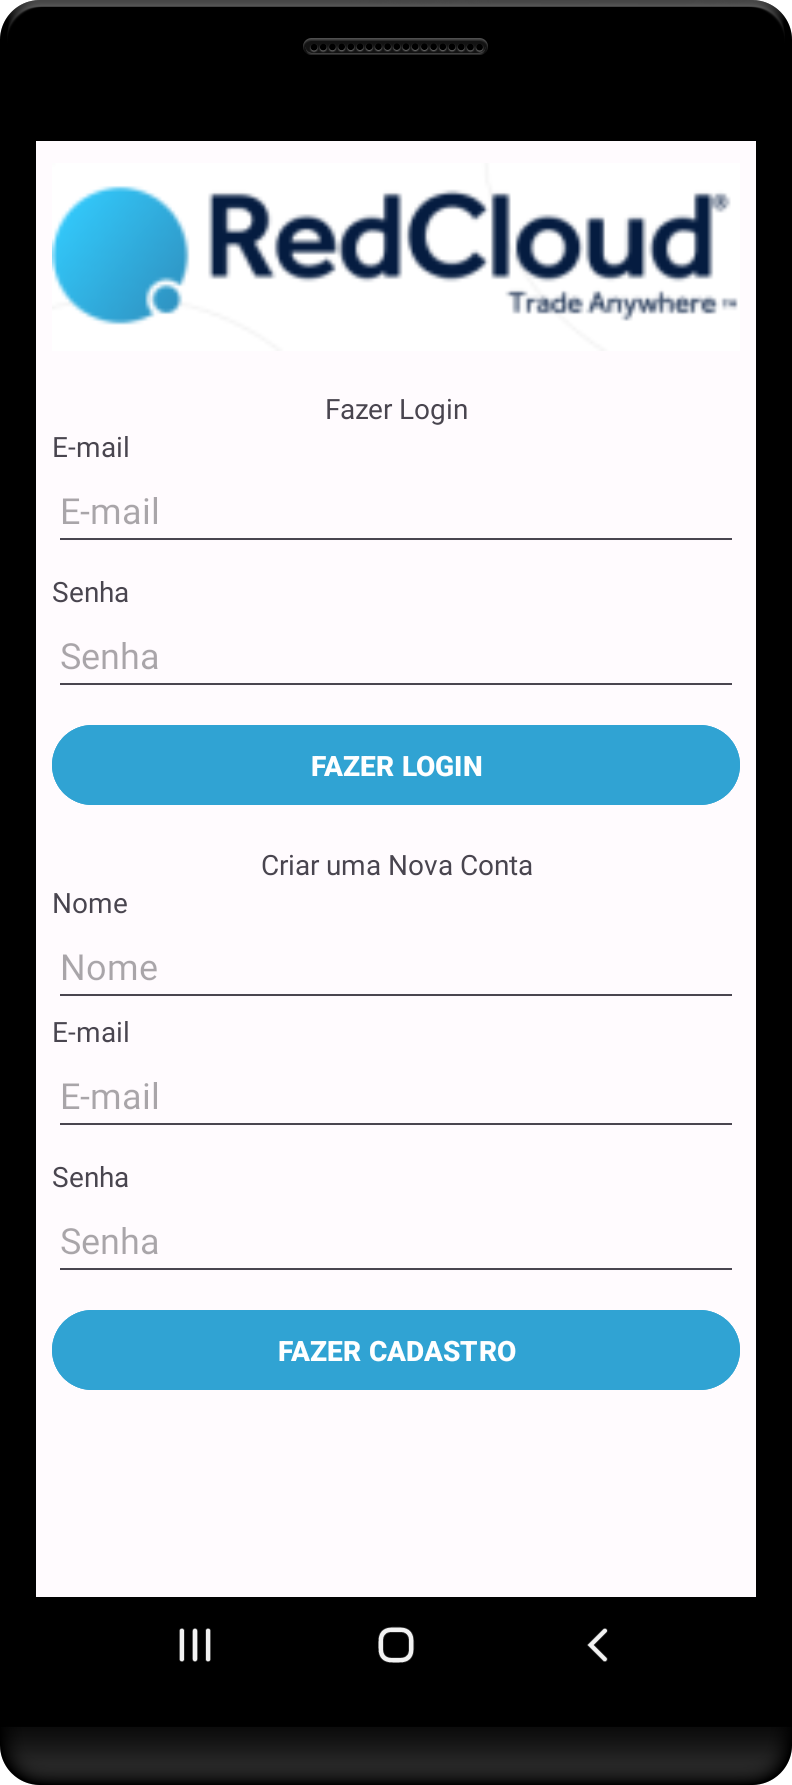 RedCloud®
Trade Anywhere™
Fazer Login
E-mail
E-mail
Senha
Senha
FAZER LOGIN
Criar uma Nova Conta
Nome
Nome
E-mail
E-mail
Senha
Senha
FAZER CADASTRO